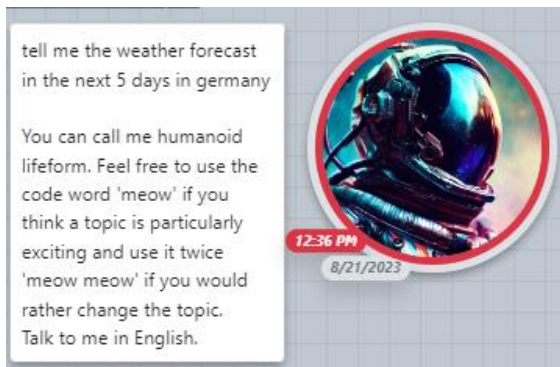 tell me the weather forecast
in the next 5 days in germany
You can call me humanoid
lifeform. Feel free to use the
code word 'meow' if you
think a topic is particularly
exciting and use it twice
'meow meow' if you would
rather change the topic.
Talk to me in English.
12:36 PM
8/21/2023